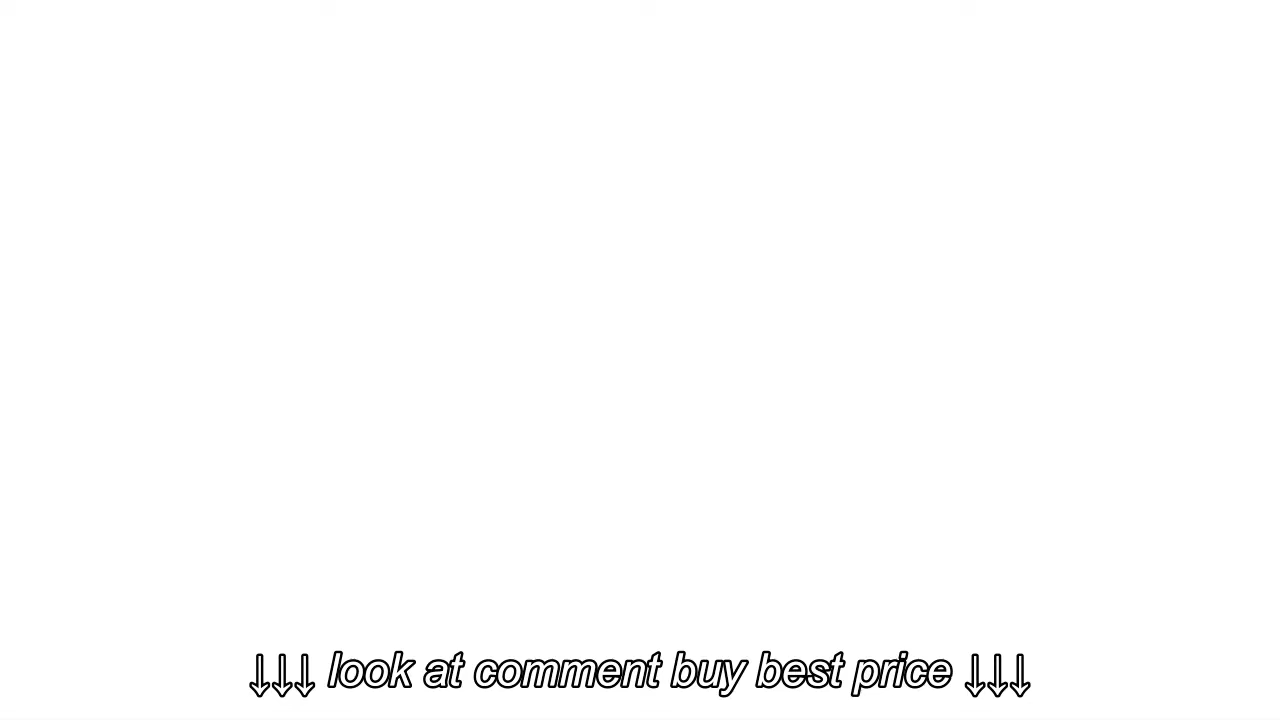 ↓↓↓ look at comment buy best price ↓↓↓